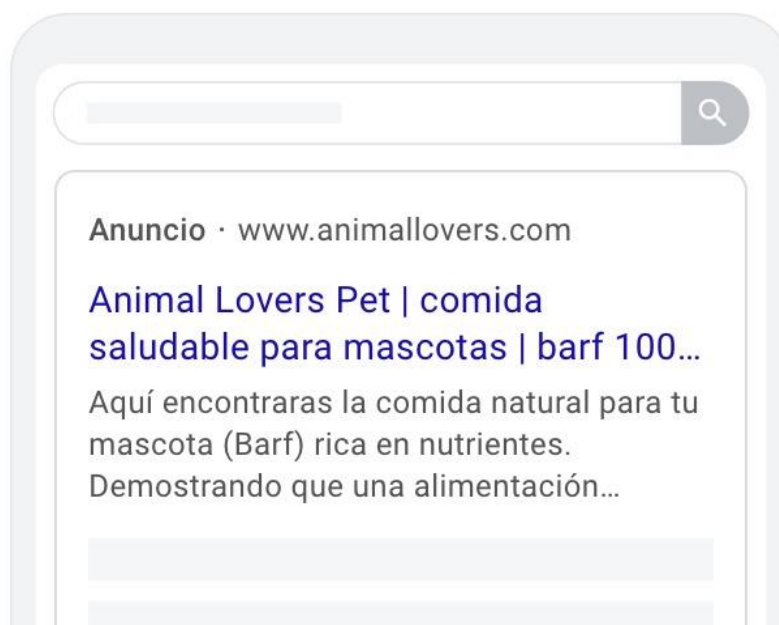 Anuncio · www.animallovers.com
Animal Lovers Pet | comida
saludable para mascotas | barf 100...
Aquí encontraras la comida natural para tu
mascota (Barf) rica en nutrientes.
Demostrando que una alimentación...